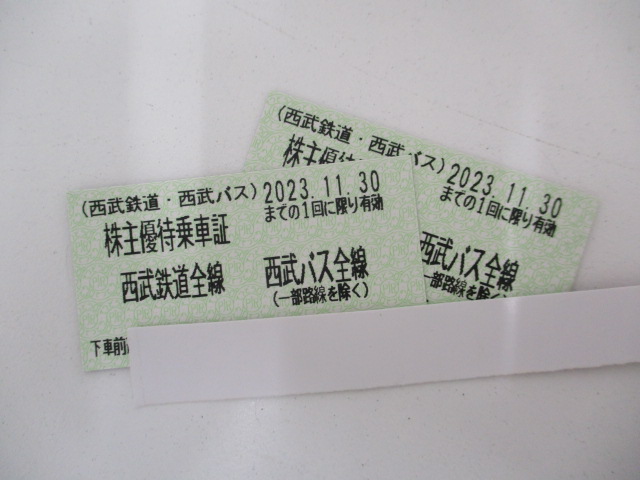 (西武鉄道・西武バス) 2023.11.30
株主優待乗車証 までの1回に限り有効
西武鉄道全線 西武バス全線
(一部路線を除く)
下車前
(西武鉄道・西武バス) 2023.11.30
株主優待 までの1回に限り有効
西武バス全線
(一部路線を除く)